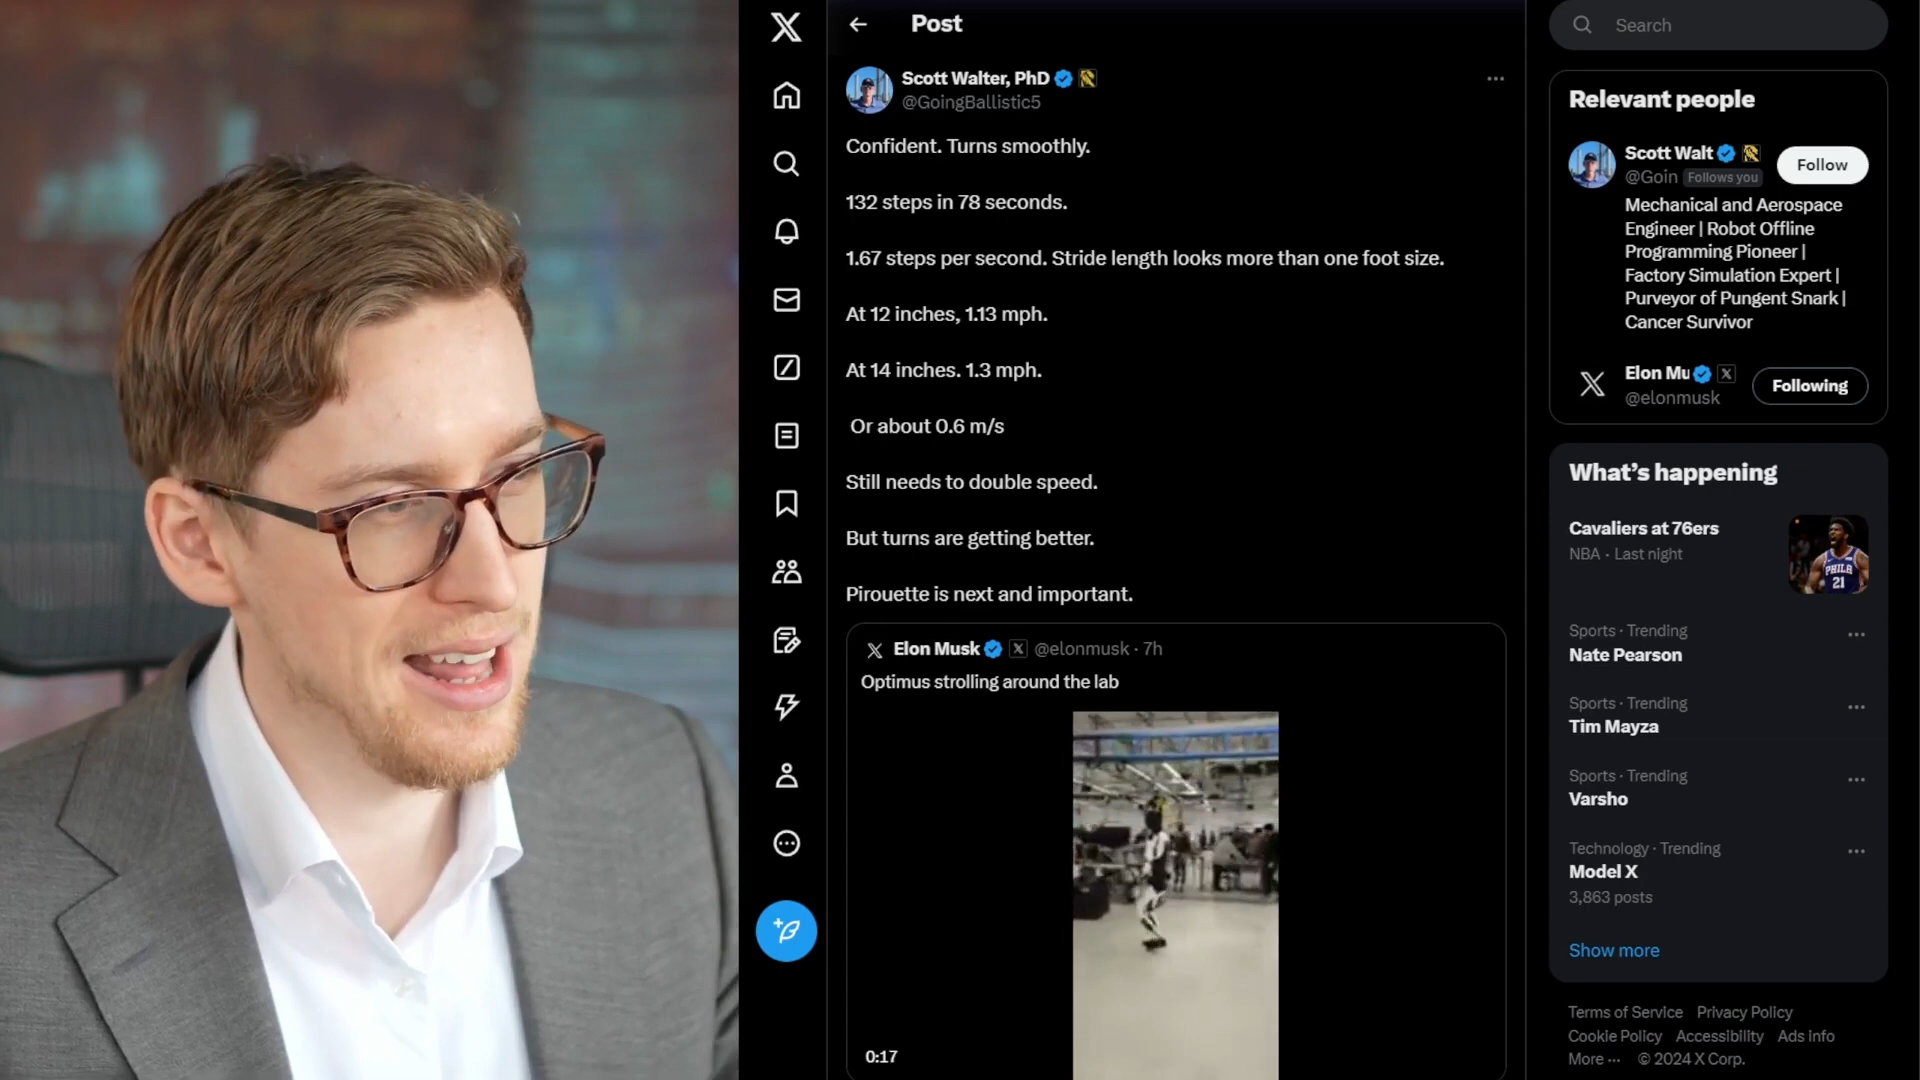 Post
Scott Walter, PhD
@GoingBallistic5
Confident. Turns smoothly.
132 steps in 78 seconds.
1.67 steps per second. Stride length looks more than one foot size.
At 12 inches, 1.13 mph.
At 14 inches. 1.3 mph.
Or about 0.6 m/s
Still needs to double speed.
But turns are getting better.
Pirouette is next and important.
Elon Musk @elonmusk · 7h
Optimus strolling around the lab
0:17
Search
Relevant people
Scott Walt
@Goin Follows you
Follow
Mechanical and Aerospace
Engineer | Robot Offline
Programming Pioneer |
Factory Simulation Expert |
Purveyor of Pungent Snark |
Cancer Survivor
Elon Mu
@elonmusk
Following
What's happening
Cavaliers at 76ers
NBA · Last night
PHILA
21
Sports · Trending
Nate Pearson
Sports · Trending
Tim Mayza
Sports · Trending
Varsho
Technology · Trending
Model X
3,863 posts
Show more
Terms of Service Privacy Policy
Cookie Policy Accessibility Ads info
More ··· © 2024 X Corp.